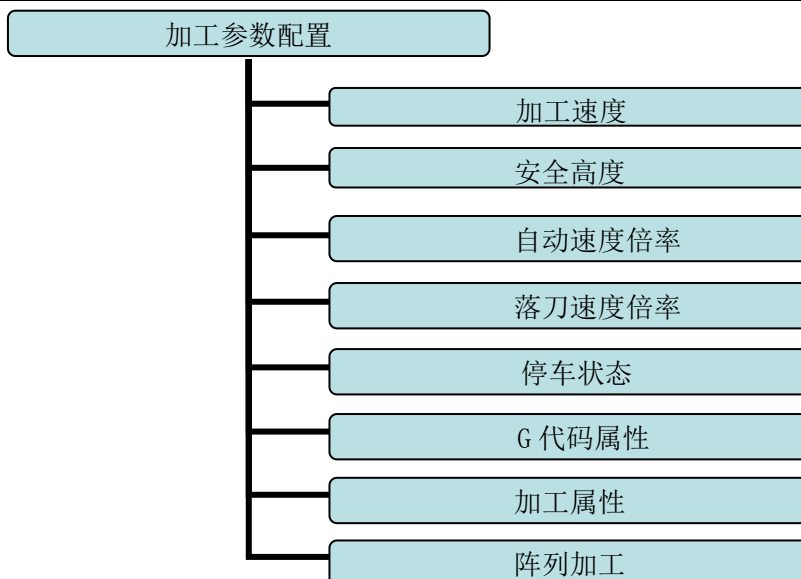 加工参数配置
加工速度
安全高度
自动速度倍率
落刀速度倍率
停车状态
G 代码属性
加工属性
阵列加工